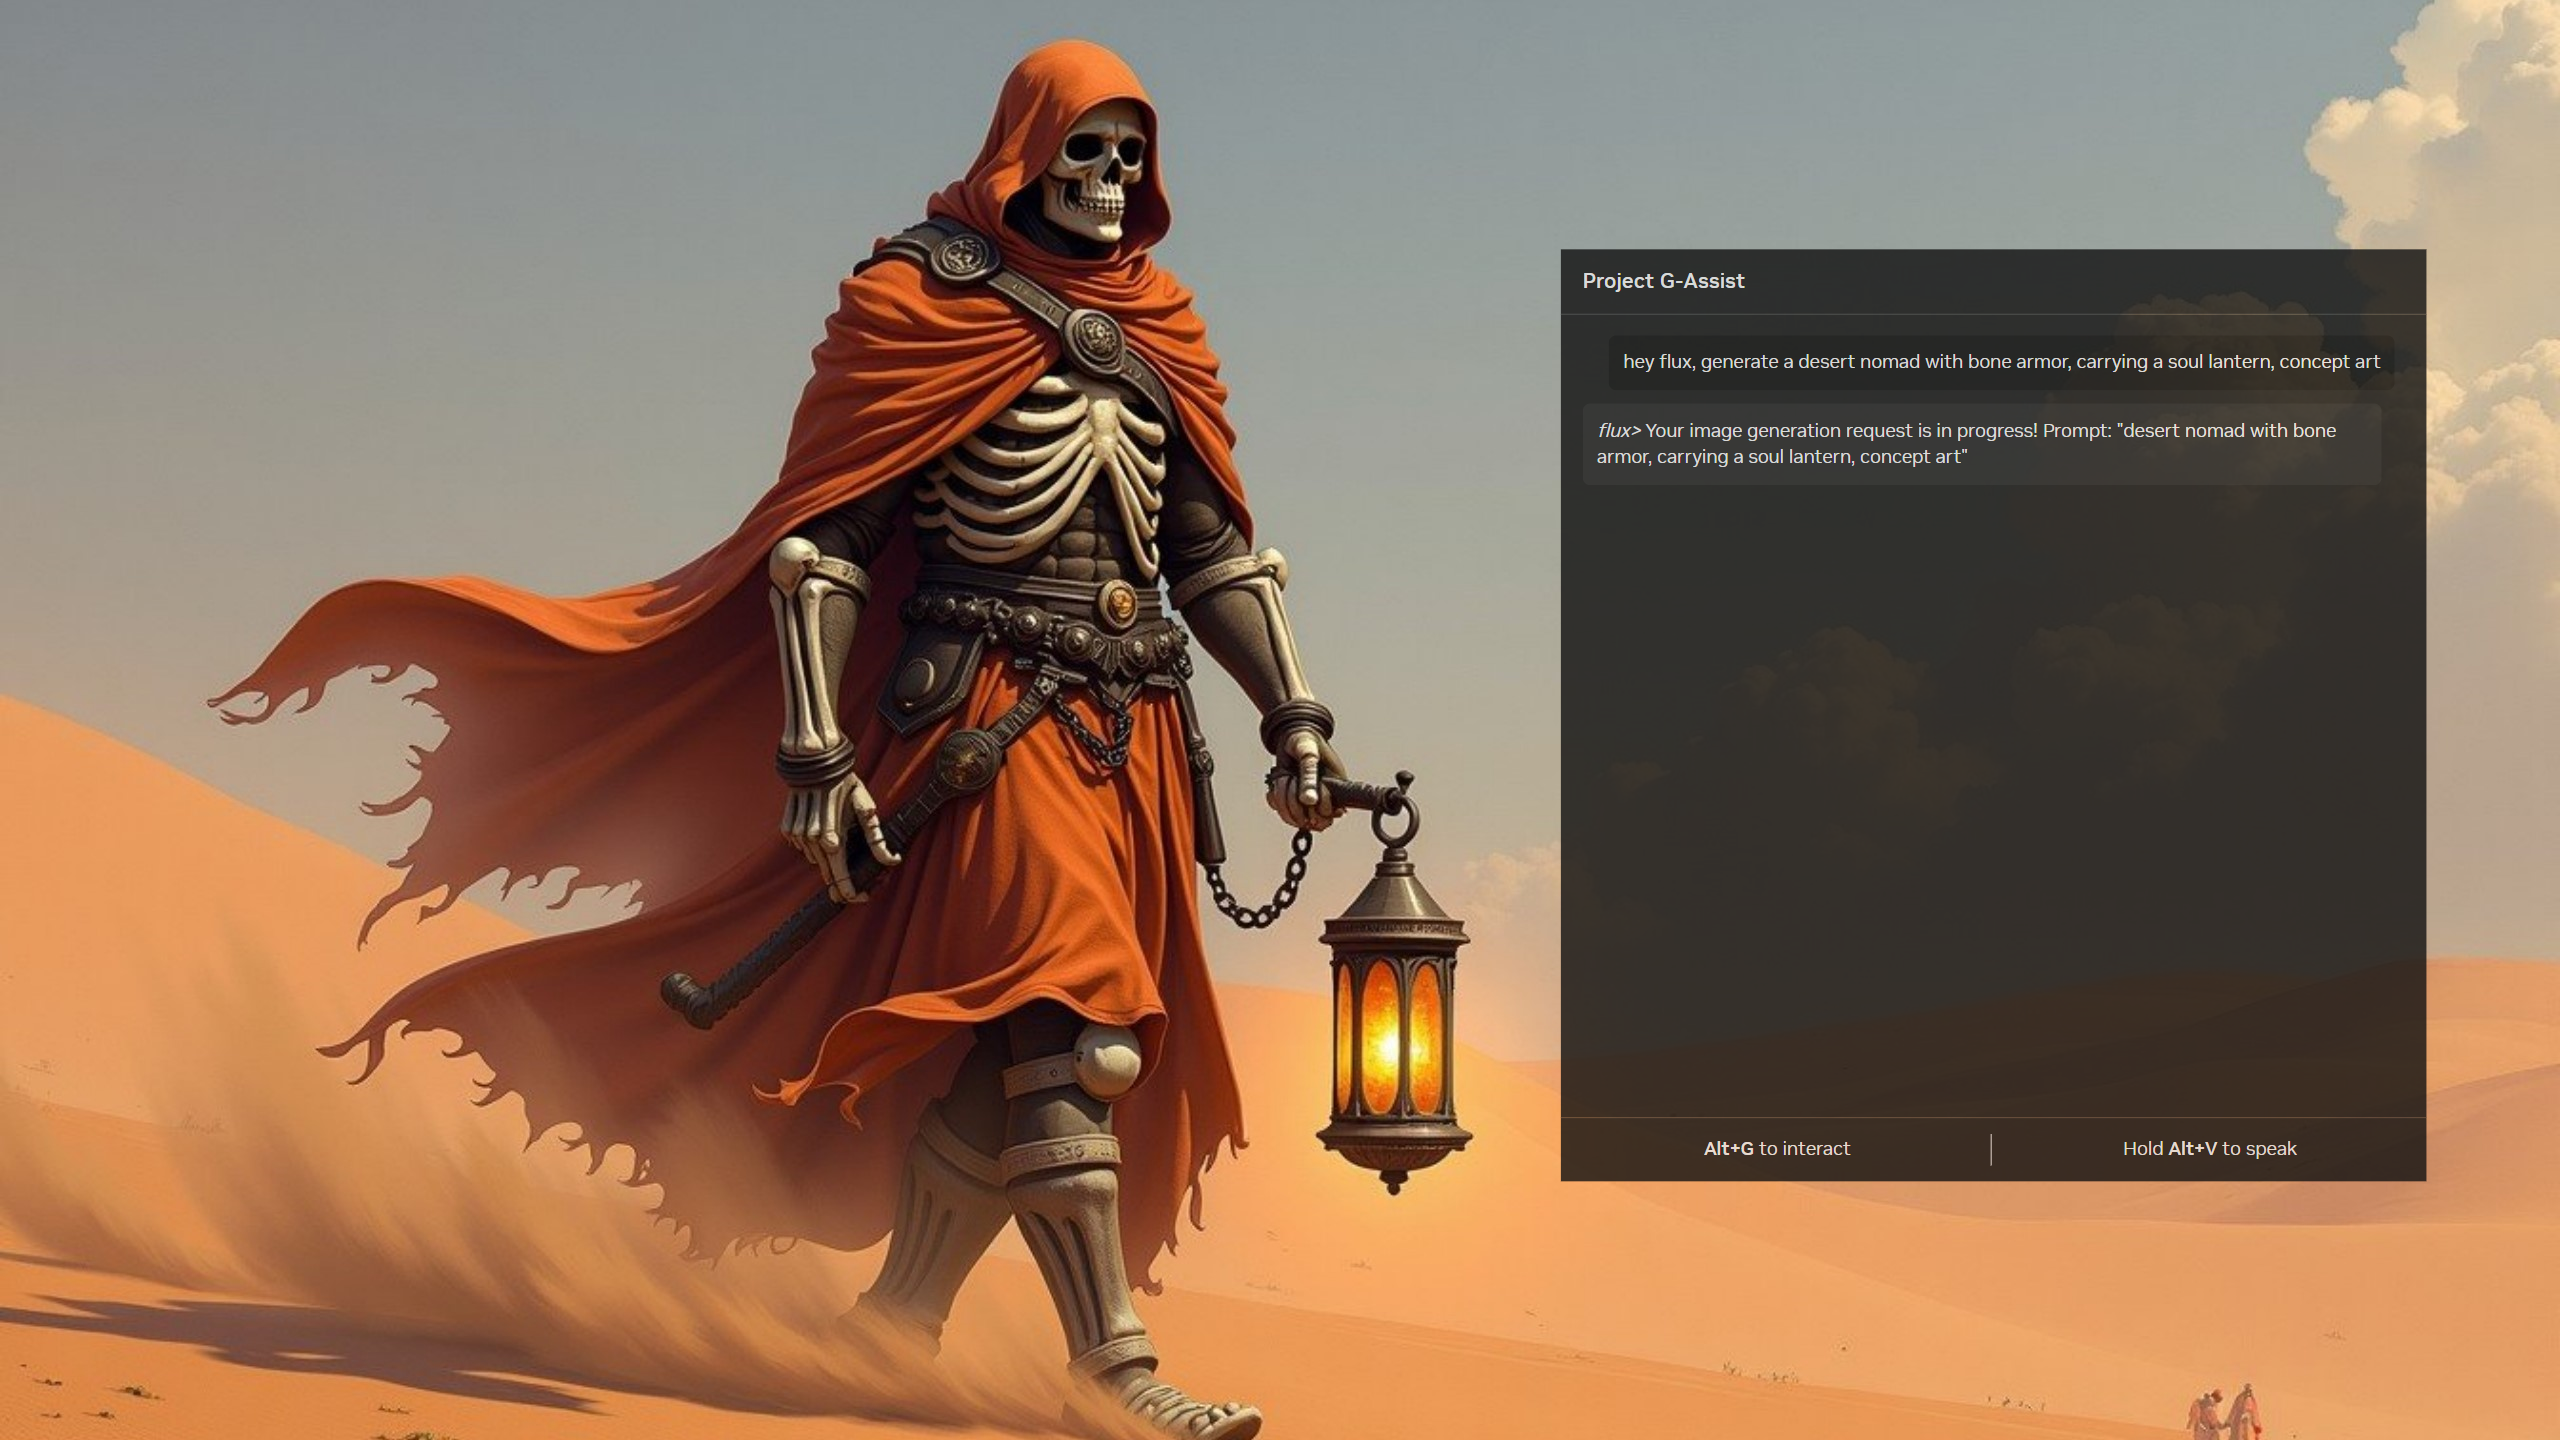 Project G-Assist
hey flux, generate a desert nomad with bone armor, carrying a soul lantern, concept art
flux> Your image generation request is in progress! Prompt: "desert nomad with bone
armor, carrying a soul lantern, concept art"
Alt+G to interact
Hold Alt+V to speak